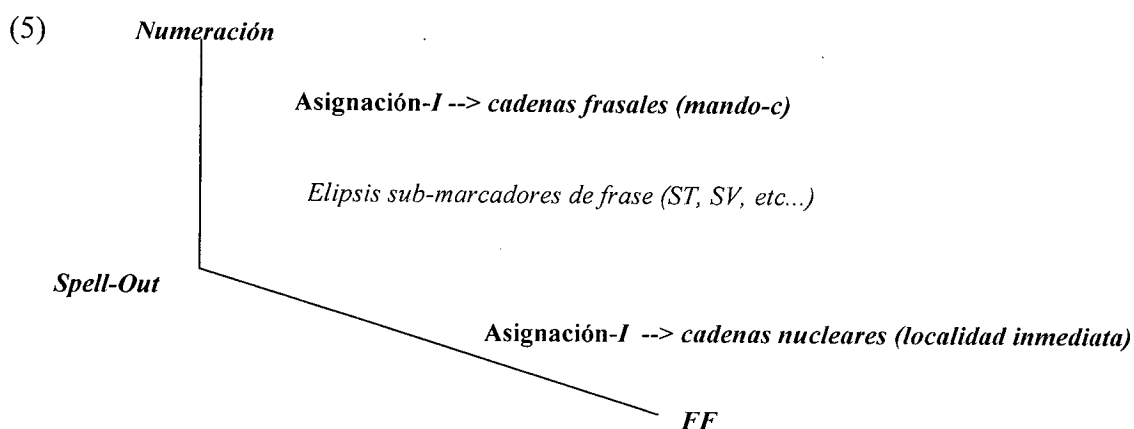 (5) Numeración
Asignación-I --> cadenas frasales (mando-c)
Elipsis sub-marcadores de frase (ST, SV, etc...)
Spell-Out
Asignación-I --> cadenas nucleares (localidad inmediata)
FF